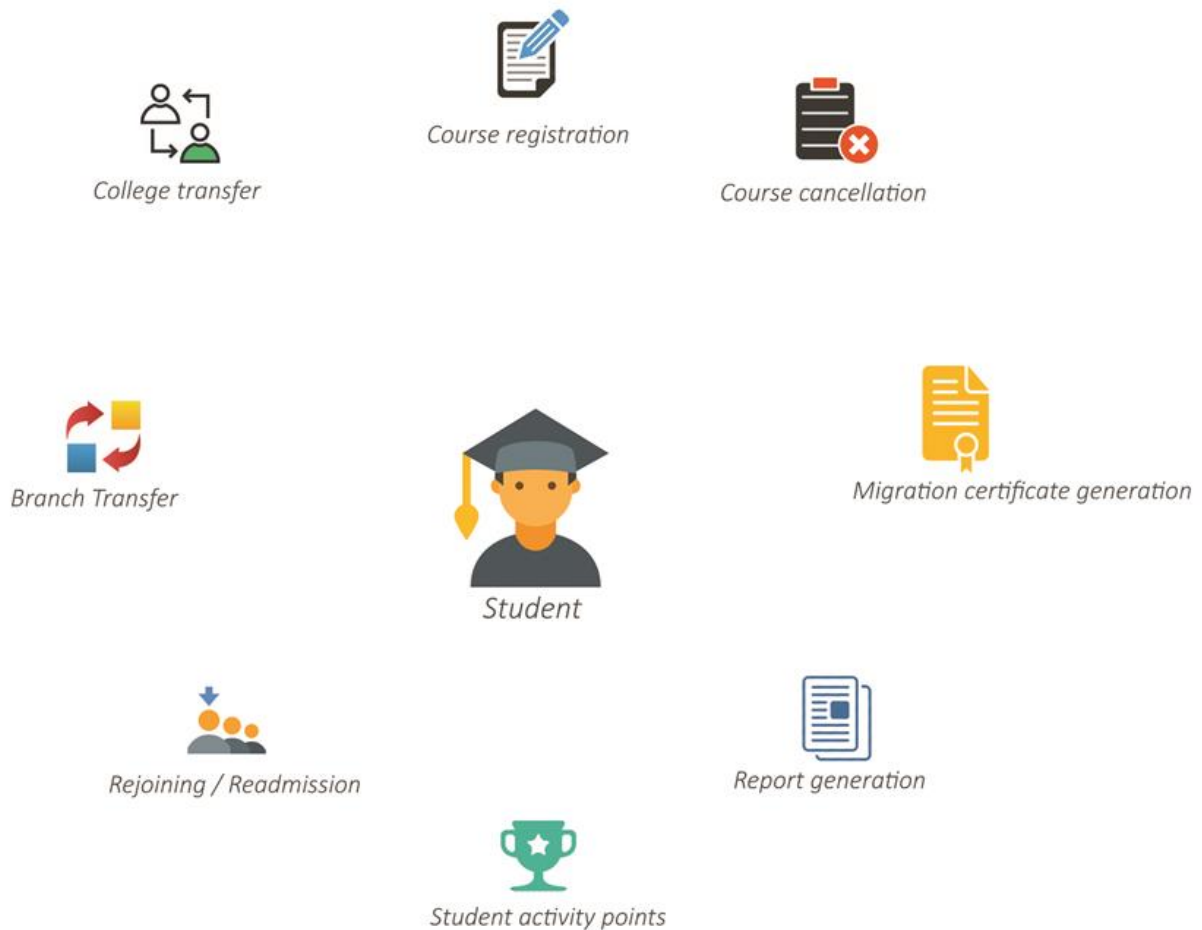 Course registration
College transfer
Course cancellation
Branch Transfer
Migration certificate generation
Student
Rejoining / Readmission
Report generation
Student activity points